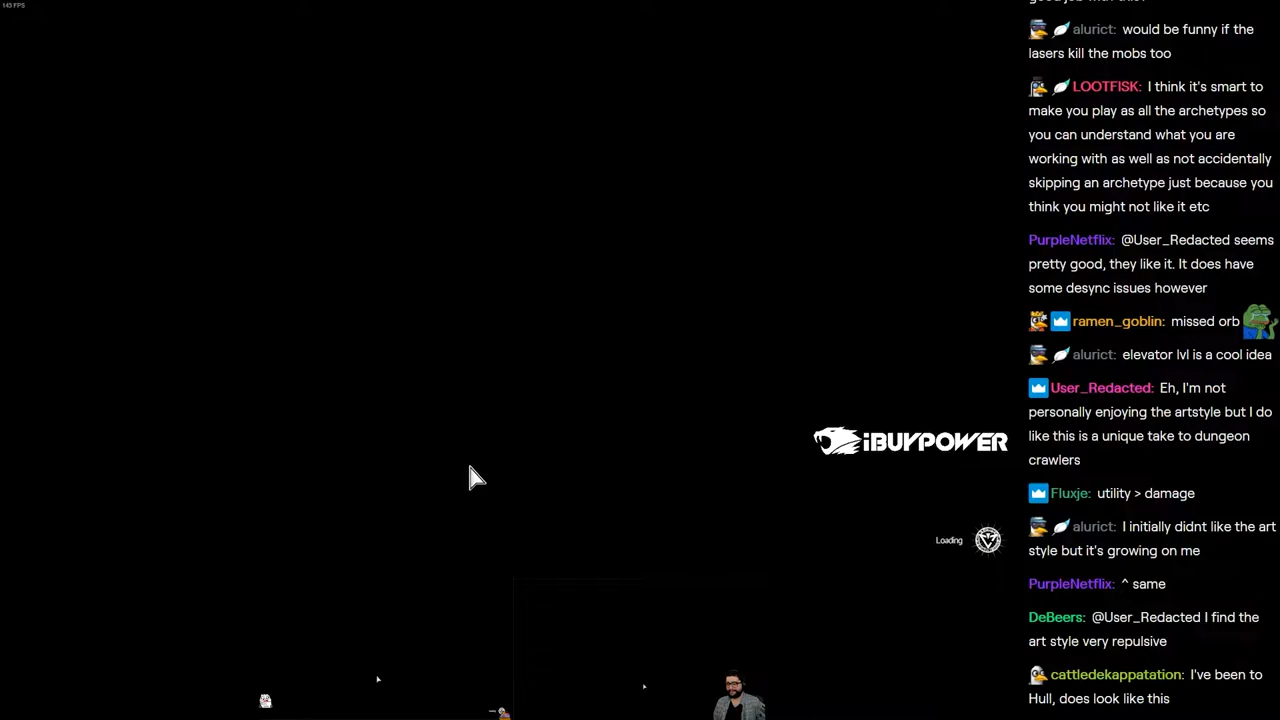 143 FPS
alurict: would be funny if the
lasers kill the mobs too
LOOTFISK: I think it's smart to
make you play as all the archetypes so
you can understand what you are
working with as well as not accidentally
skipping an archetype just because you
think you might not like it etc
PurpleNetflix: @User_Redacted seems
pretty good, they like it. It does have
some desync issues however
ramen_goblin: missed orb
alurict: elevator lvl is a cool idea
User_Redacted: Eh, I'm not
personally enjoying the artstyle but I do
like this is a unique take to dungeon
crawlers
Fluxje: utility > damage
alurict: I initially didnt like the art
style but it's growing on me
PurpleNetflix: ^ same
DeBeers: @User_Redacted I find the
art style very repulsive
cattledekappatation: I've been to
Hull, does look like this
iBUYPOWER
Loading